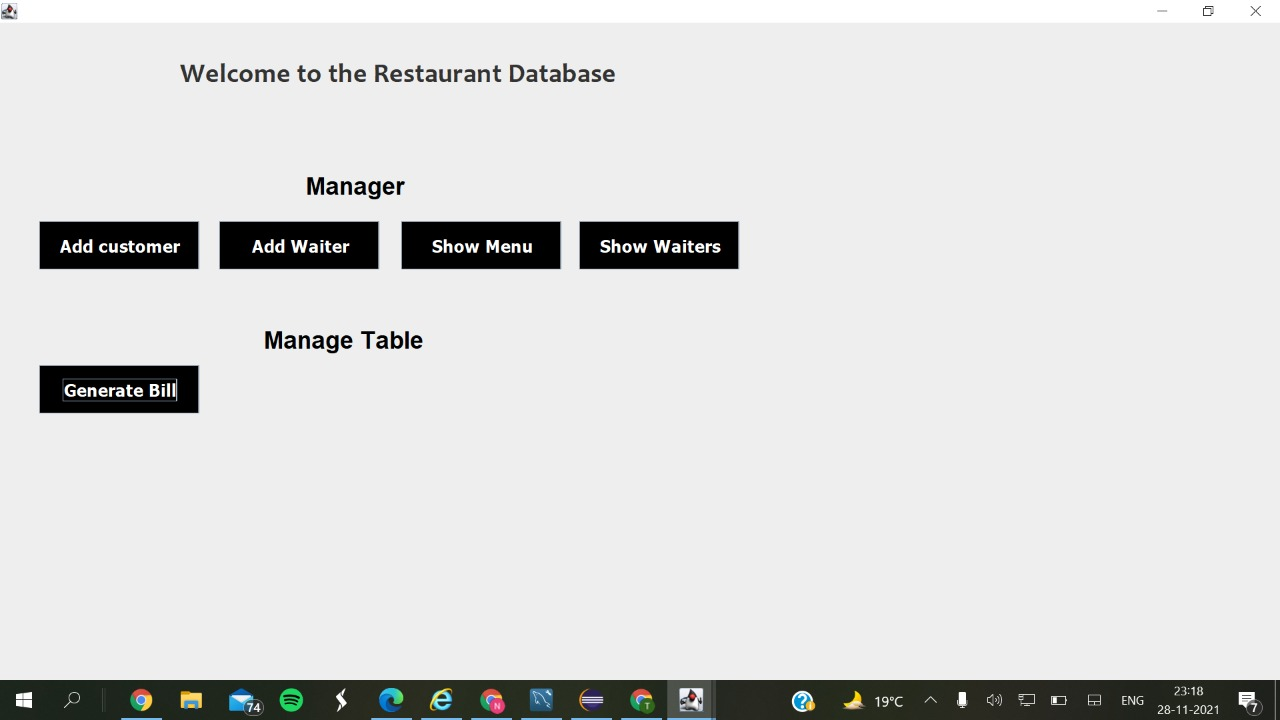 Welcome to the Restaurant Database
Manager
Add customer Add Waiter Show Menu Show Waiters
Manage Table
Generate Bill
74 N T 19°C ENG 23:18 7
28-11-2021